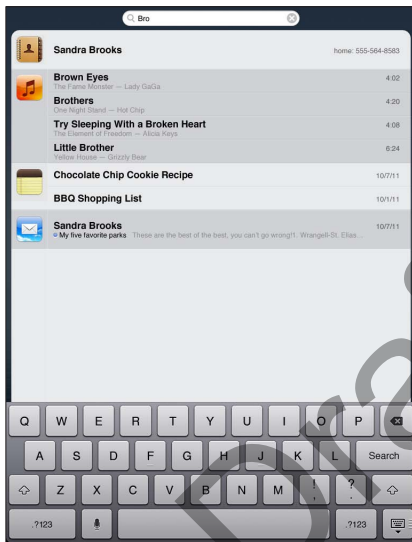 Bro
Sandra Brooks home: 555-564-8583
Brown Eyes 4:02
The Fame Monster — Lady GaGa
Brothers 4:20
One Night Stand — Hot Chip
Try Sleeping With a Broken Heart 4:08
The Element of Freedom — Alicia Keys
Little Brother 6:24
Yellow House — Grizzly Bear
Chocolate Chip Cookie Recipe 10/7/11
BBQ Shopping List 10/1/11
Sandra Brooks 10/7/11
My five favorite parks These are the best of the best, you can't go wrong!1. Wrangell-St. Elias...
Q W E R T Y U I O P
A S D F G H J K L Search
Z X C V B N M ! , ? .
.?123 .?123